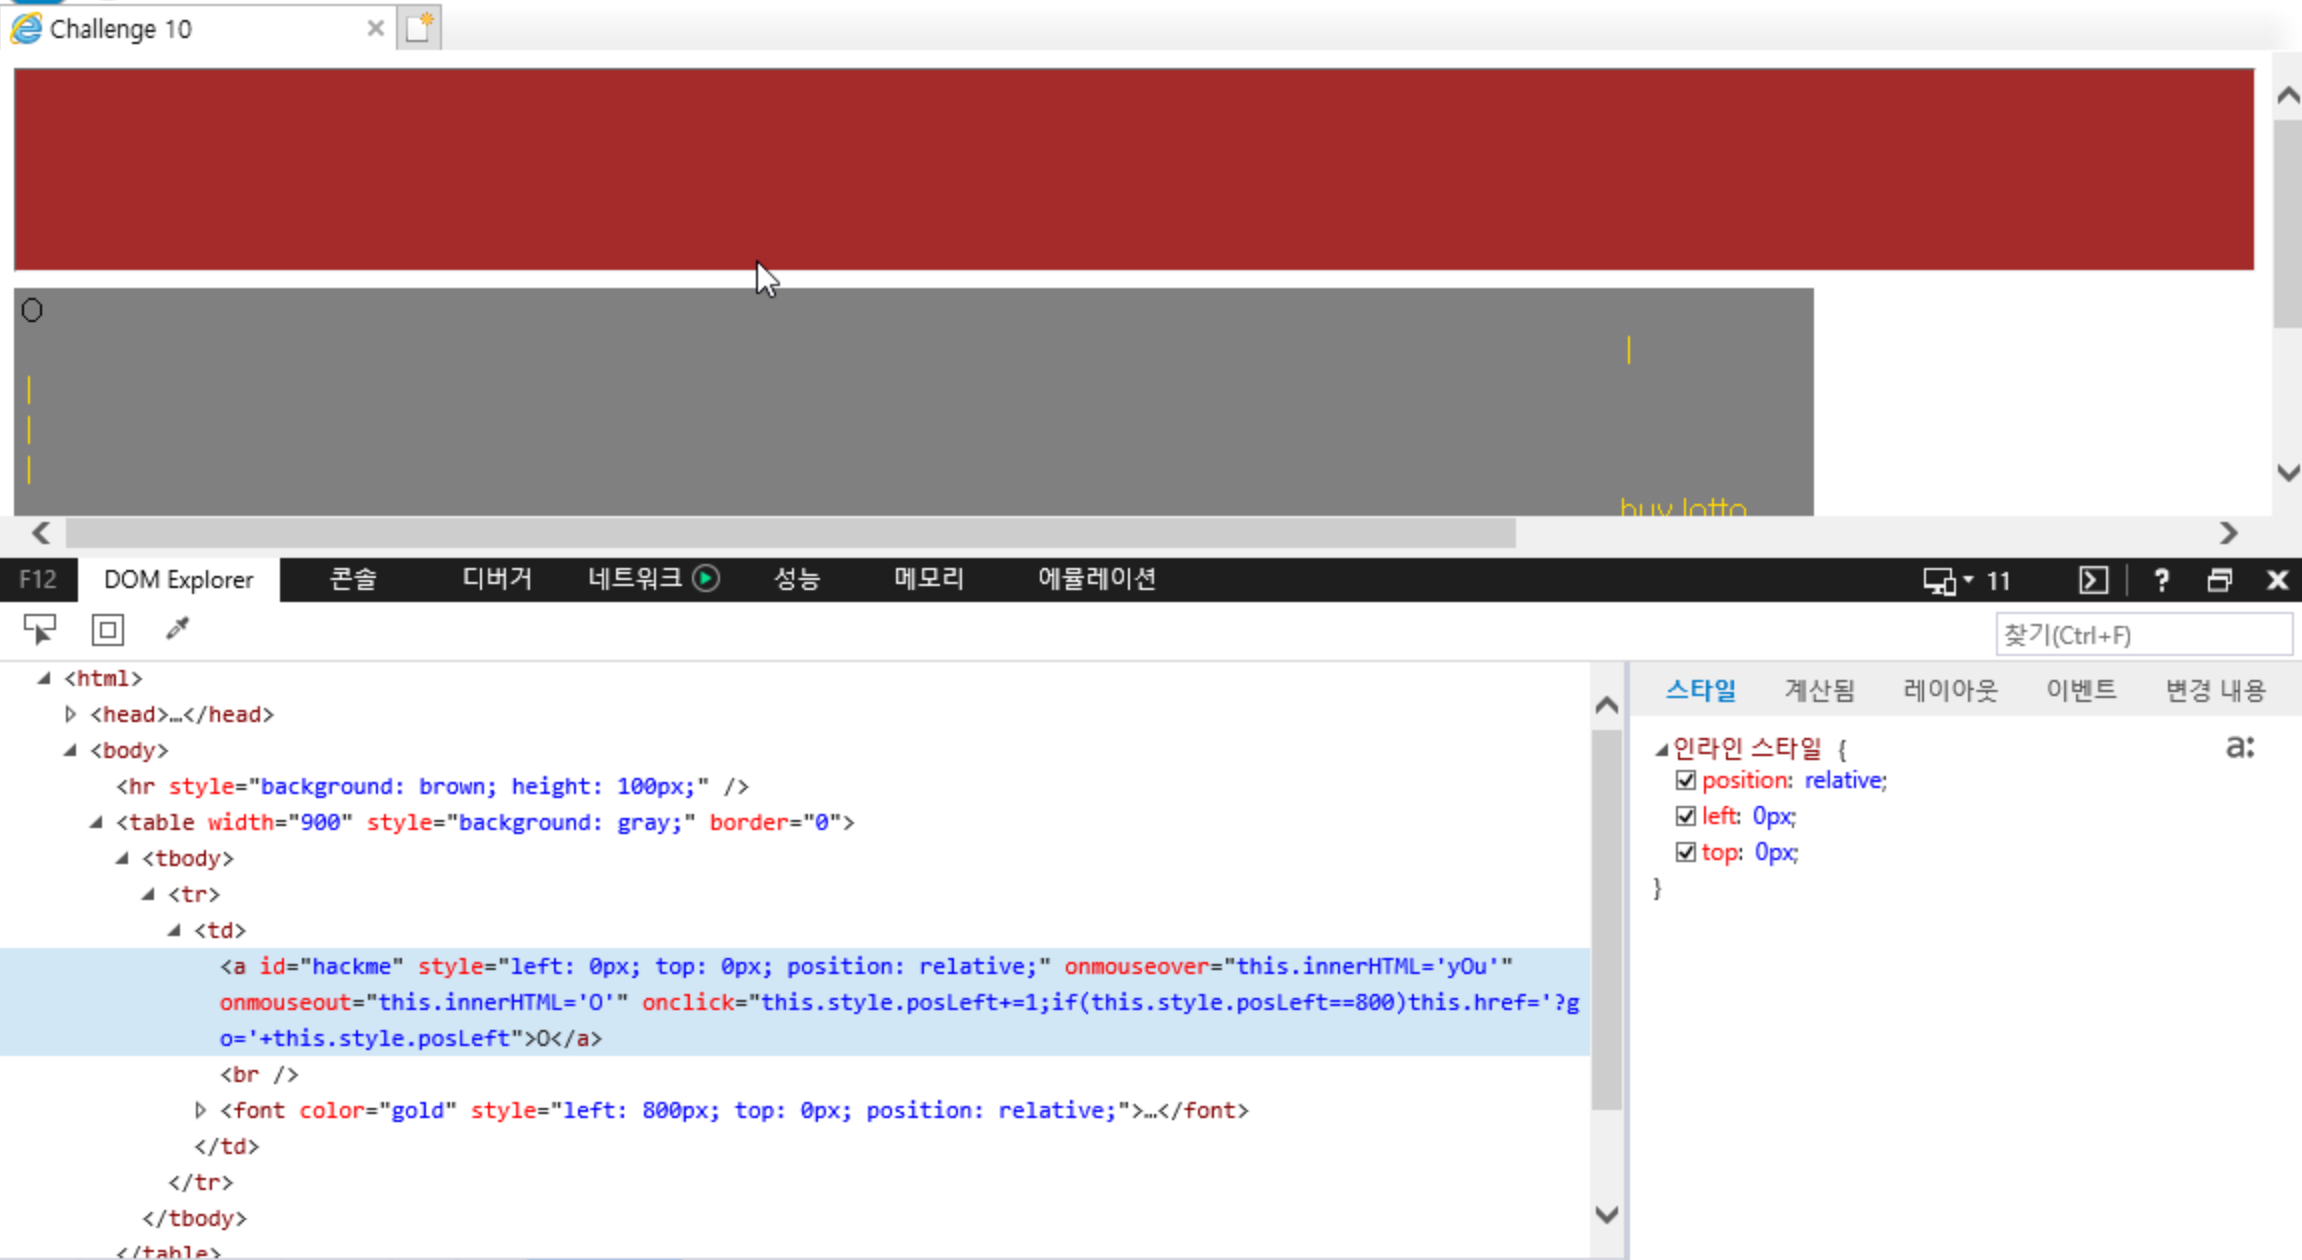 Challenge 10
O
|
|
|
|
buy lotto
F12 DOM Explorer 콘솔 디버거 네트워크 성능 메모리 에뮬레이션 11 ?
찾기(Ctrl+F)
<html>
<head>…</head>
<body>
<hr style="background: brown; height: 100px;" />
<table width="900" style="background: gray;" border="0">
<tbody>
<tr>
<td>
<a id="hackme" style="left: 0px; top: 0px; position: relative;" onmouseover="this.innerHTML='yOu'"
onmouseout="this.innerHTML='O'" onclick="this.style.posLeft+=1;if(this.style.posLeft==800)this.href='?g
o='+this.style.posLeft">O</a>
<br />
<font color="gold" style="left: 800px; top: 0px; position: relative;">…</font>
</td>
</tr>
</tbody>
</table>
스타일 계산됨 레이아웃 이벤트 변경 내용
인라인 스타일 { a:
position: relative;
left: 0px;
top: 0px;
}